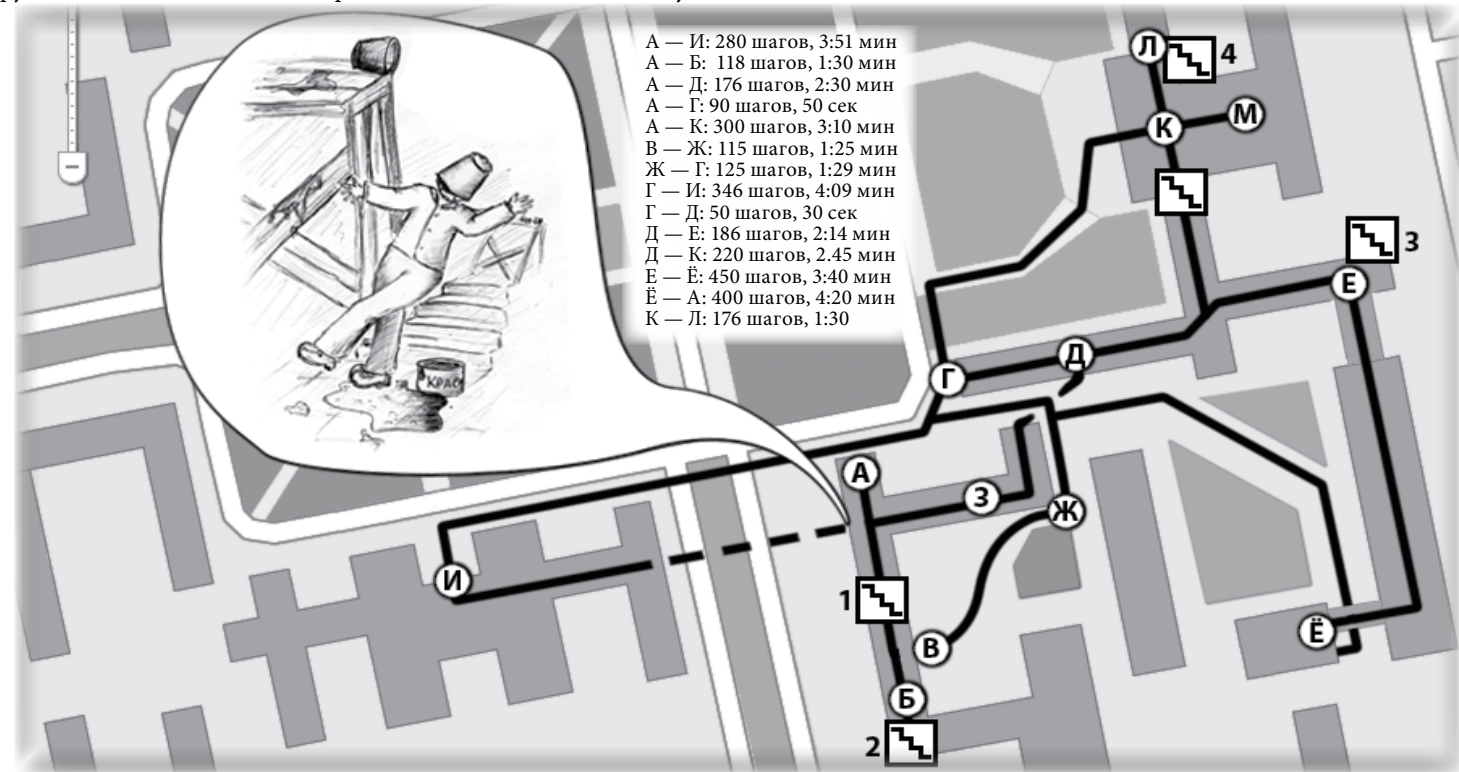 А — И: 280 шагов, 3:51 мин
А — Б: 118 шагов, 1:30 мин
А — Д: 176 шагов, 2:30 мин
А — Г: 90 шагов, 50 сек
А — К: 300 шагов, 3:10 мин
В — Ж: 115 шагов, 1:25 мин
Ж — Г: 125 шагов, 1:29 мин
Г — И: 346 шагов, 4:09 мин
Г — Д: 50 шагов, 30 сек
Д — Е: 186 шагов, 2:14 мин
Д — К: 220 шагов, 2.45 мин
Е — Ё: 450 шагов, 3:40 мин
Ё — А: 400 шагов, 4:20 мин
К — Л: 176 шагов, 1:30
Л
4
К
М
3
Е
Д
Г
КРАС
А
З
Ж
И
1
В
Ё
Б
2